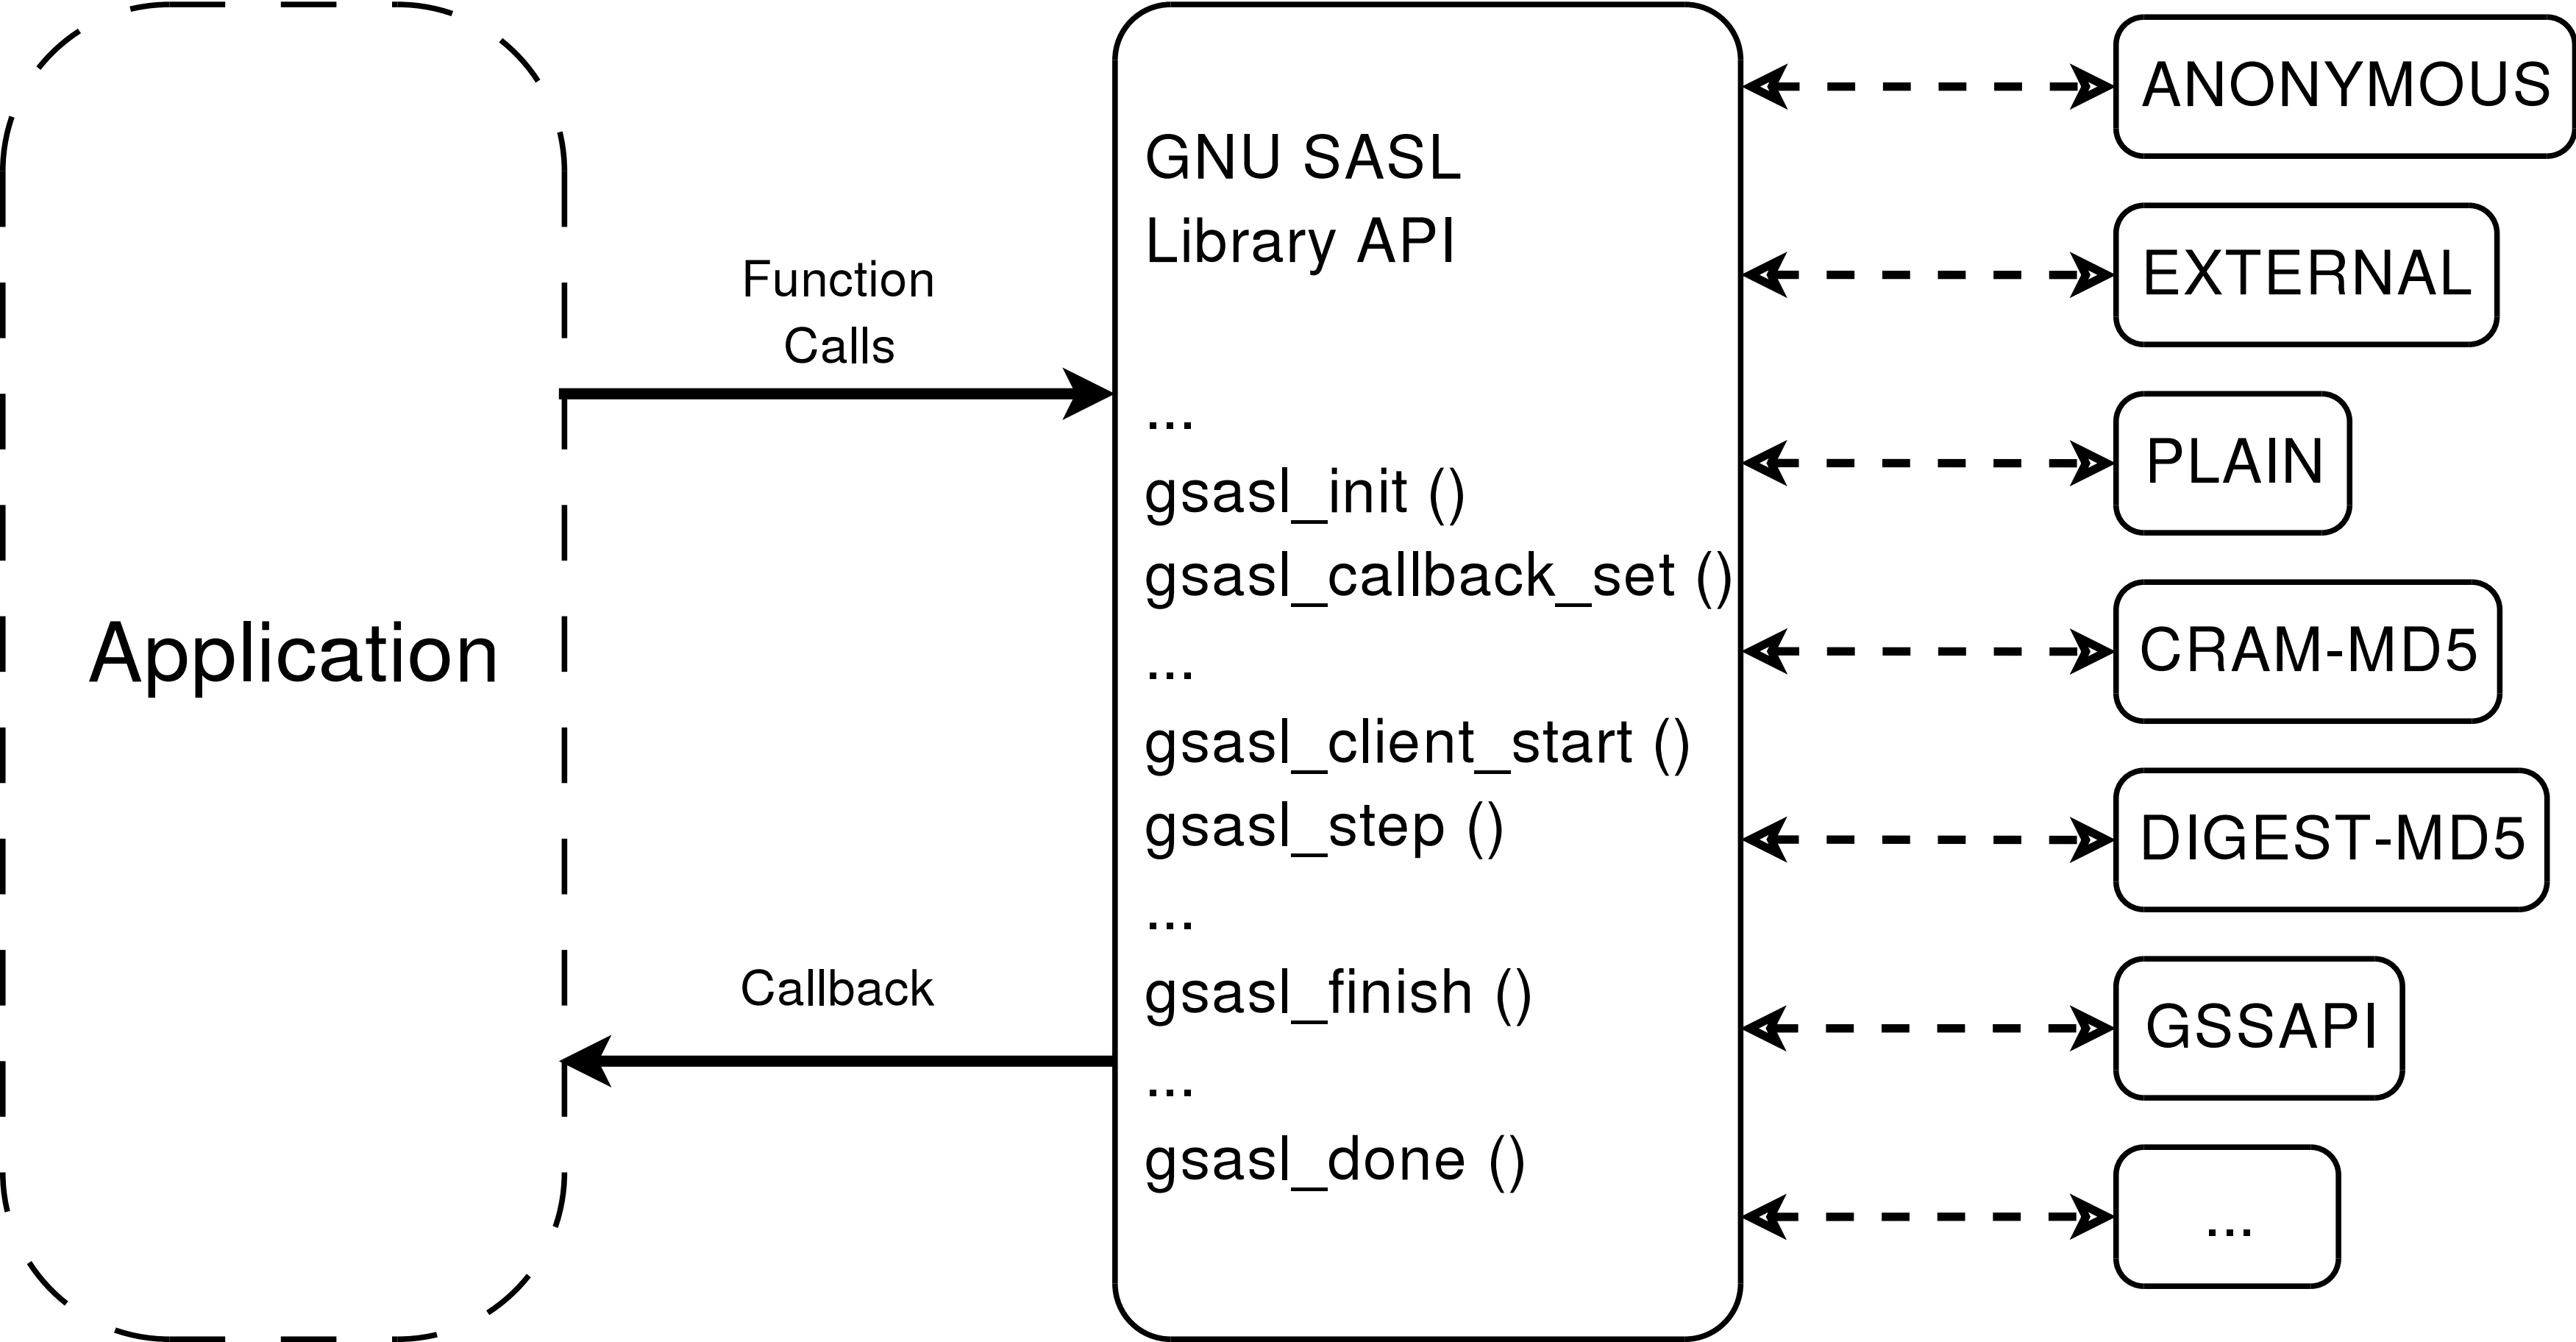 Application
Function
Calls
Callback
GNU SASL
Library API
...
gsasl_init ()
gsasl_callback_set ()
...
gsasl_client_start ()
gsasl_step ()
...
gsasl_finish ()
...
gsasl_done ()
ANONYMOUS
EXTERNAL
PLAIN
CRAM-MD5
DIGEST-MD5
GSSAPI
...